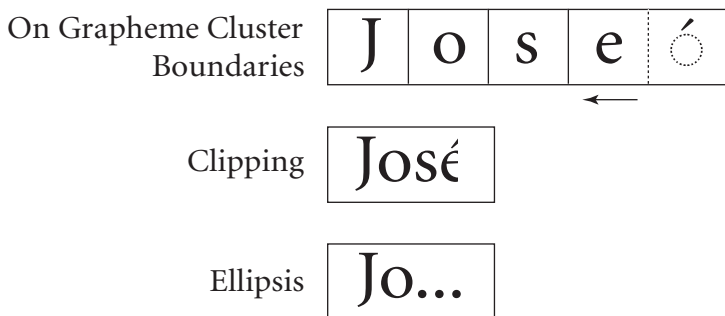 On Grapheme Cluster
Boundaries
J o s e ◌́
Clipping
José
Ellipsis
Jo...